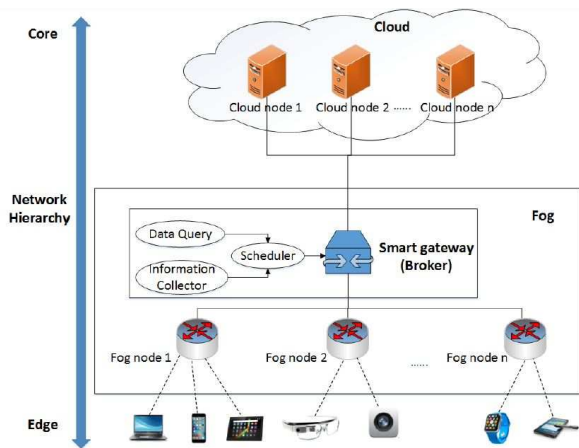 Core
Cloud
Cloud node 1
Cloud node 2
......
Cloud node n
Network
Hierarchy
Fog
Data Query
Scheduler
Information
Collector
Smart gateway
(Broker)
Fog node 1
Fog node 2
......
Fog node n
Edge